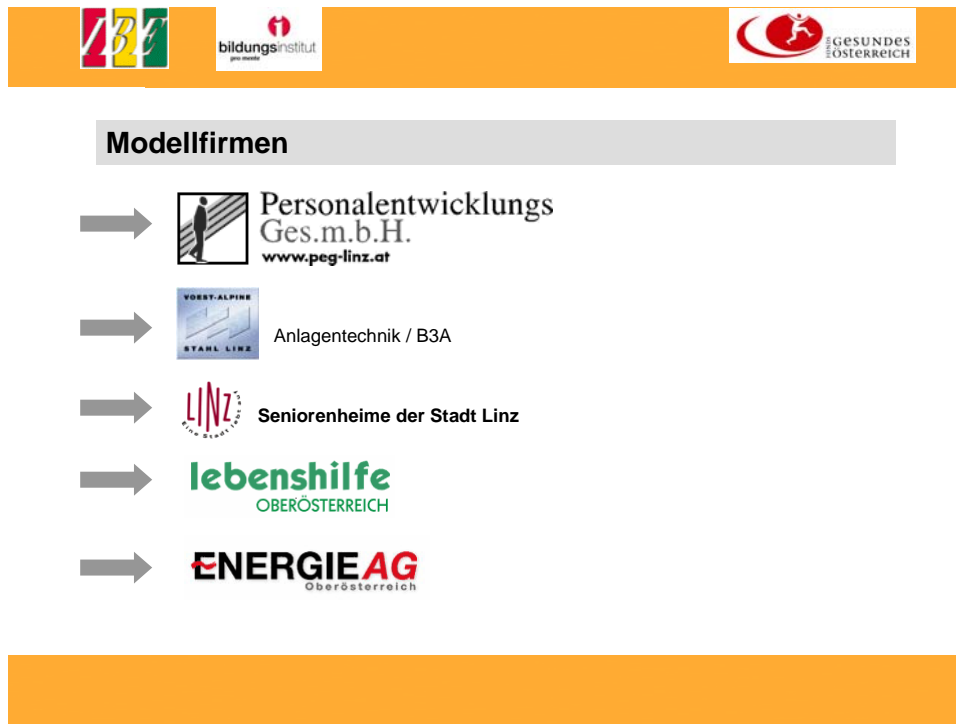 IBE
bildungsinstitut
pro mente
FONDS GESUNDES
ÖSTERREICH
Modellfirmen
Personalentwicklungs
Ges.m.b.H.
www.peg-linz.at
VOEST-ALPINE
STAHL LINZ
Anlagentechnik / B3A
LINZ
Eine Stadt lebt auf
Seniorenheime der Stadt Linz
lebenshilfe
OBERÖSTERREICH
ENERGIE AG
Oberösterreich